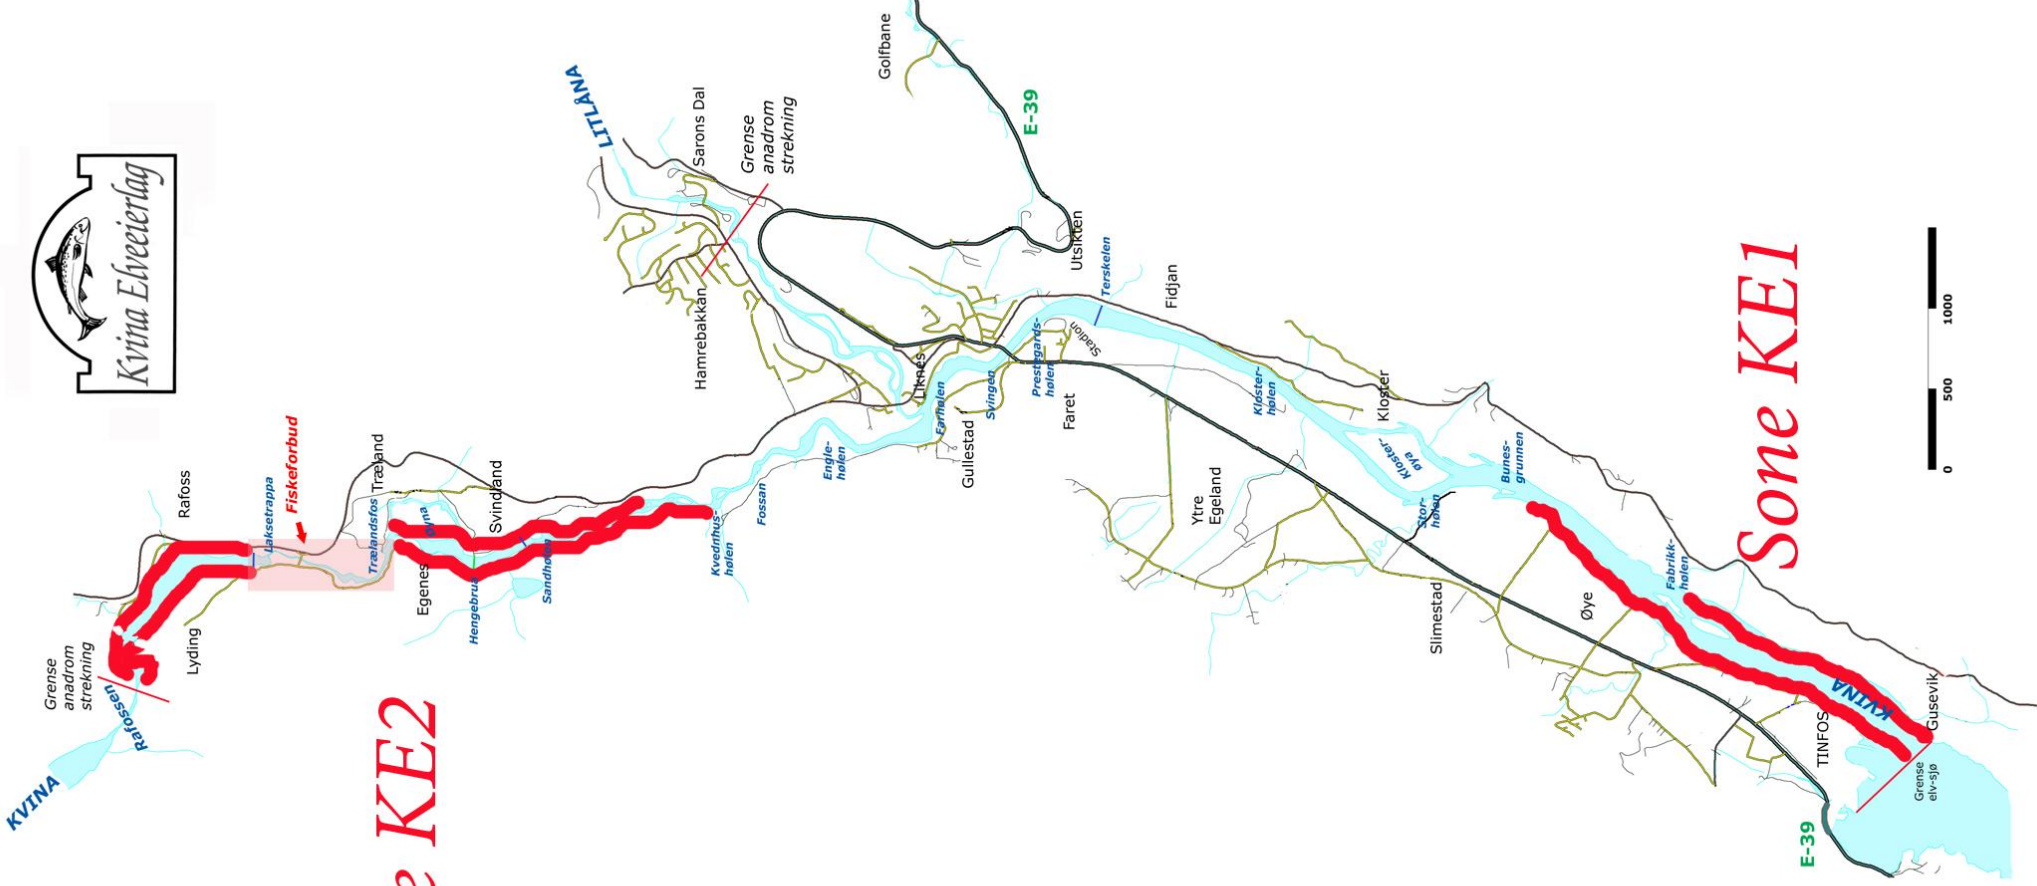 Kvina Elveeierlag
KVINA
Rafossen
Grense
anadrom
strekning
Lyding
Rafoss
Laksetrappa
Fiskeforbud
Trælandsfos
Træland
Øyna
Egenes
Hengebrua
Svindland
Sandhølen
Kvednhus-
hølen
Fossan
Engle-
hølen
LITLÅNA
Sarons Dal
Grense
anadrom
strekning
Hamrebakkan
Golfbane
E-39
Utsikten
Liknes
Farhølen
Gullestad
Svingen
Prestegards-
hølen
Stadion
Faret
Terskelen
Fidjan
Kloster-
hølen
Kloster
Kloster-
øya
Bunes-
grunnen
Stor-
hølen
Ytre
Egeland
Slimestad
Øye
Fabrikk-
hølen
KVINA
TINFOS
Gusevik
Grense
elv-sjø
E-39
e KE2
Sone KE1
0
500
1000